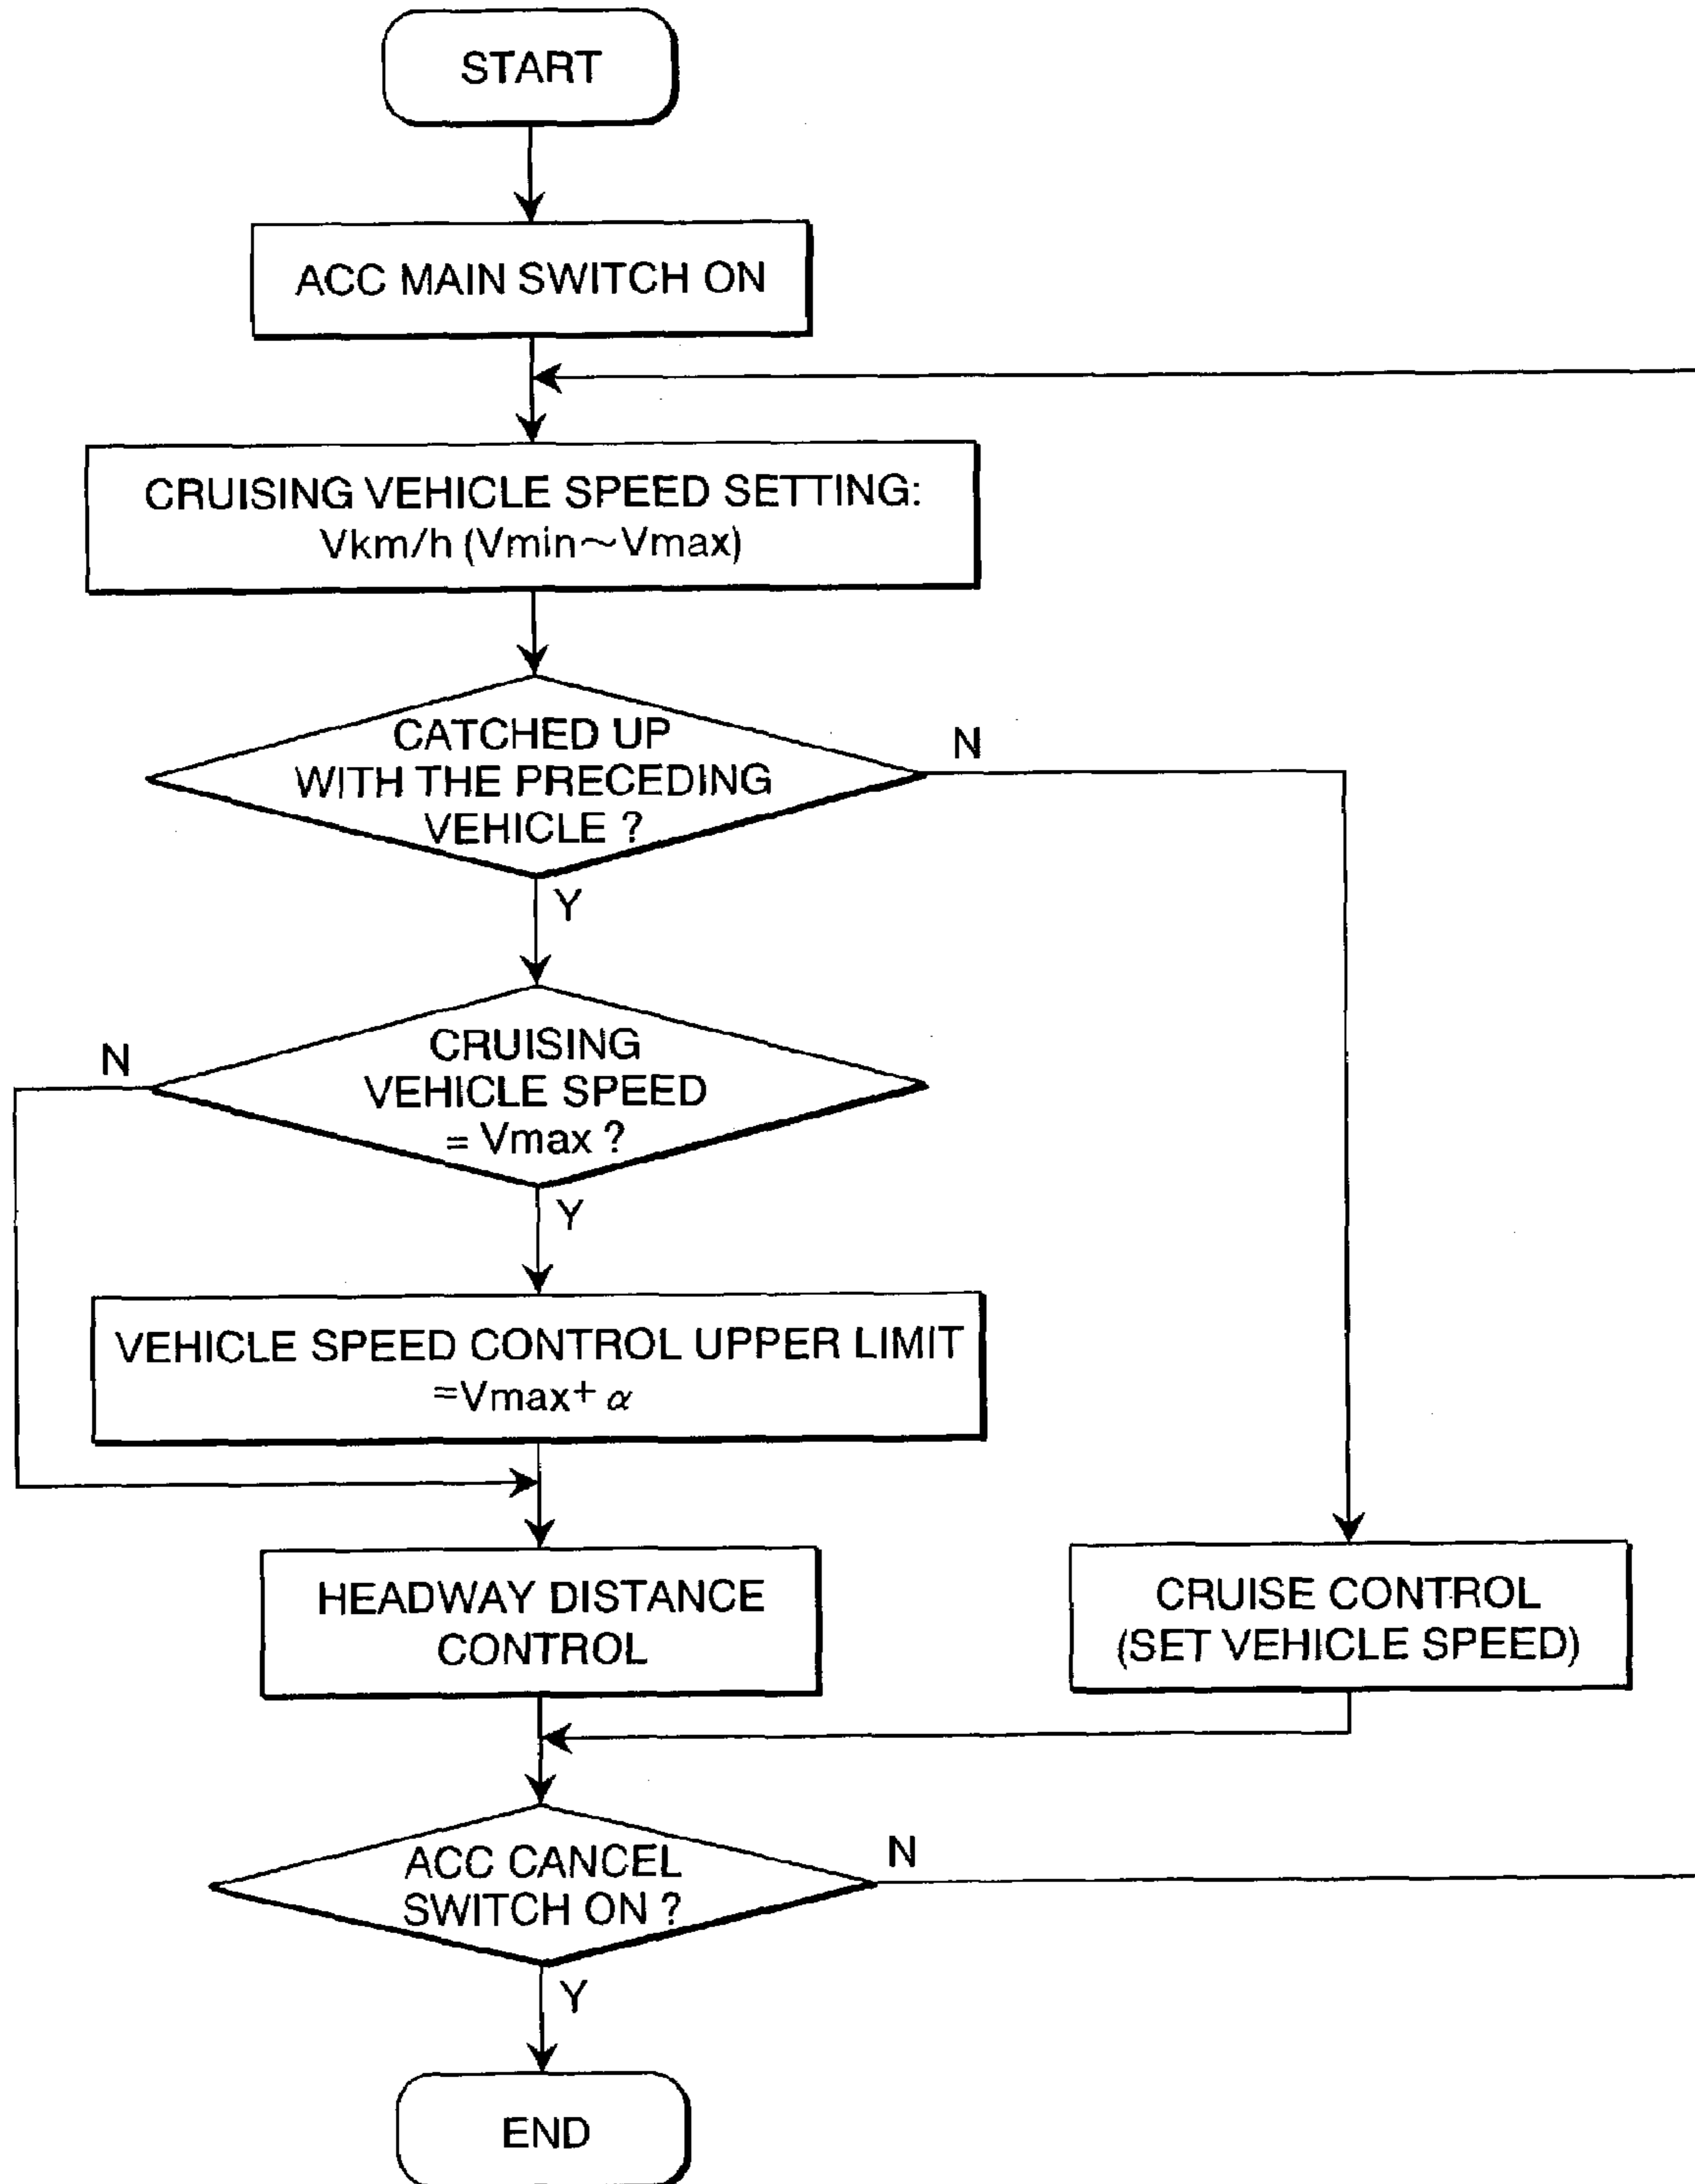 START
ACC MAIN SWITCH ON
CRUISING VEHICLE SPEED SETTING:
Vkm/h (Vmin~Vmax)
CATCHED UP
WITH THE PRECEDING
VEHICLE ?
N
Y
CRUISING
VEHICLE SPEED
= Vmax ?
N
Y
VEHICLE SPEED CONTROL UPPER LIMIT
=Vmax+ α
HEADWAY DISTANCE
CONTROL
CRUISE CONTROL
(SET VEHICLE SPEED)
ACC CANCEL
SWITCH ON ?
N
Y
END